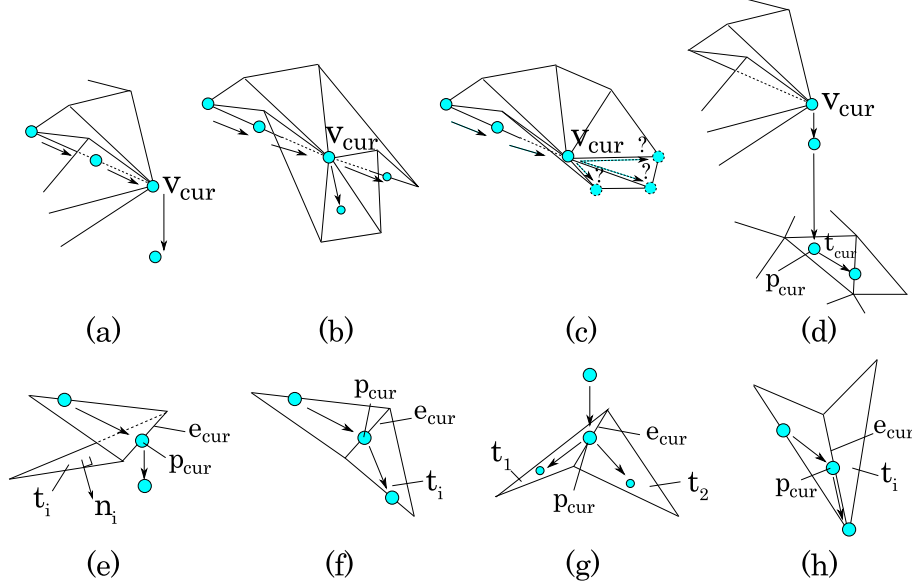 v_cur
(a)
v_cur
(b)
v_cur
?
?
?
(c)
v_cur
t_cur
p_cur
(d)
e_cur
p_cur
t_i
n_i
(e)
p_cur
e_cur
t_i
(f)
e_cur
t_1
p_cur
t_2
(g)
e_cur
p_cur
t_i
(h)